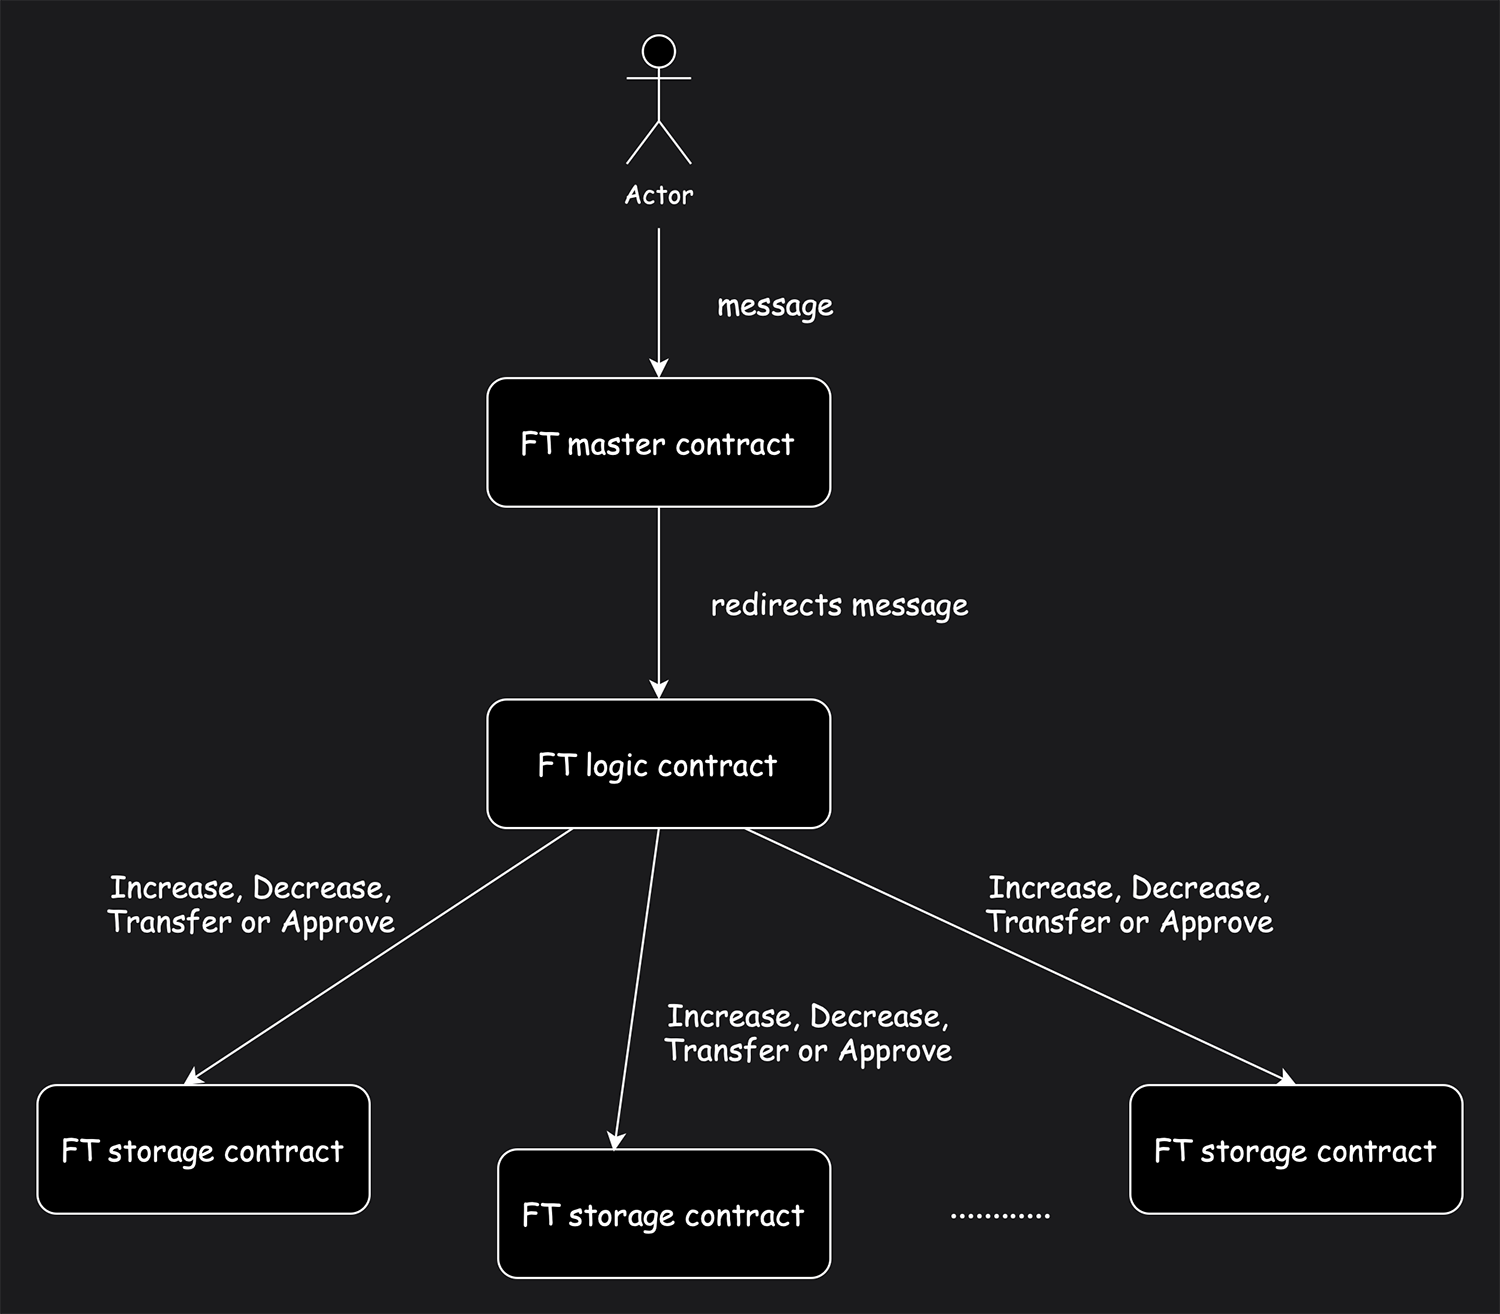 Actor
message
FT master contract
redirects message
FT logic contract
Increase, Decrease,
Transfer or Approve
Increase, Decrease,
Transfer or Approve
Increase, Decrease,
Transfer or Approve
FT storage contract
FT storage contract
............
FT storage contract